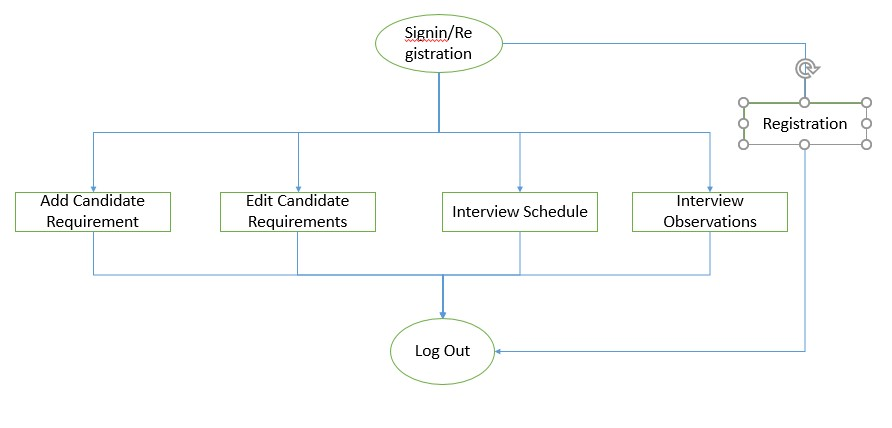 Signin/Re
gistration
Registration
Add Candidate
Requirement
Edit Candidate
Requirements
Interview Schedule
Interview
Observations
Log Out